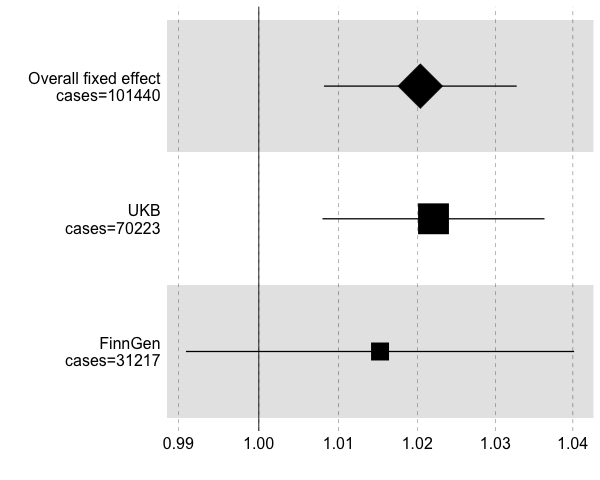 Overall fixed effect
cases=101440
UKB
cases=70223
FinnGen
cases=31217
0.99 1.00 1.01 1.02 1.03 1.04